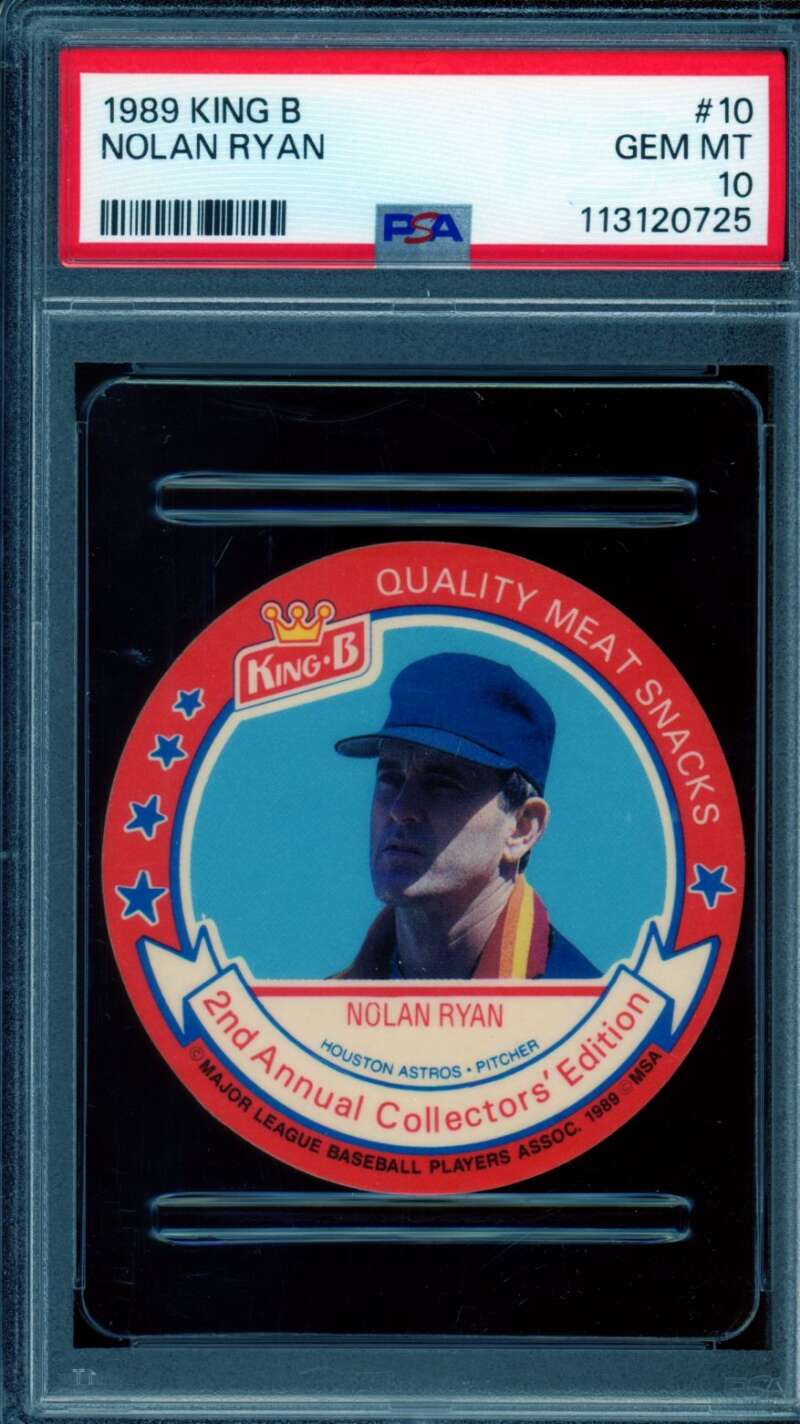 1989 KING B #10
NOLAN RYAN GEM MT
10
PSA 113120725
QUALITY MEAT SNACKS
KING·B
NOLAN RYAN
HOUSTON ASTROS • PITCHER
2nd Annual Collectors' Edition
© MAJOR LEAGUE BASEBALL PLAYERS ASSOC. 1989 © MSA